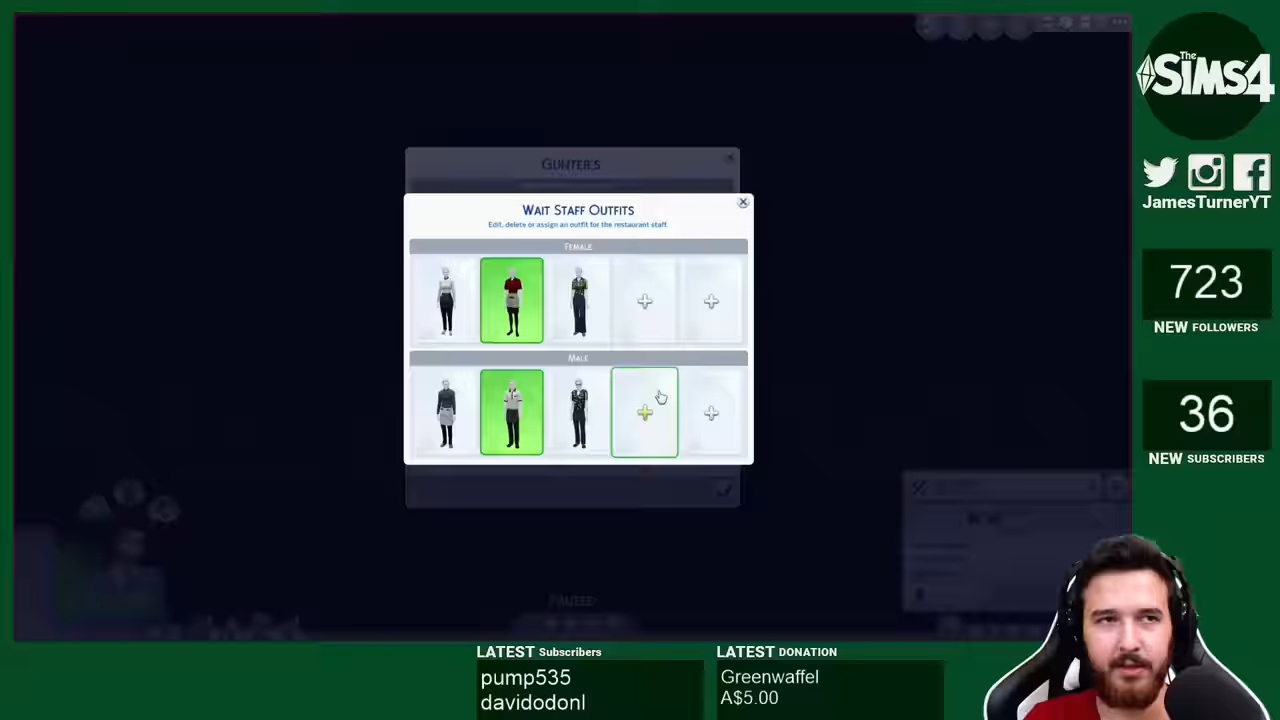 GUNTER'S
WAIT STAFF OUTFITS
Edit, delete or assign an outfit for the restaurant staff.
FEMALE
MALE
The
SiMS4
JamesTurnerYT
723
NEW FOLLOWERS
36
NEW SUBSCRIBERS
LATEST Subscribers
pump535
davidodonl
LATEST DONATION
Greenwaffel
A$5.00